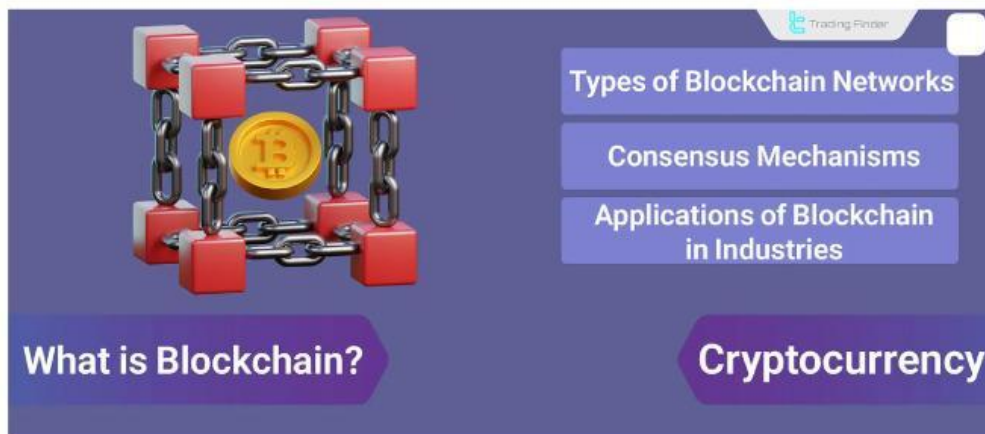 Trading Finder
Types of Blockchain Networks
Consensus Mechanisms
Applications of Blockchain
in Industries
What is Blockchain?
Cryptocurrency